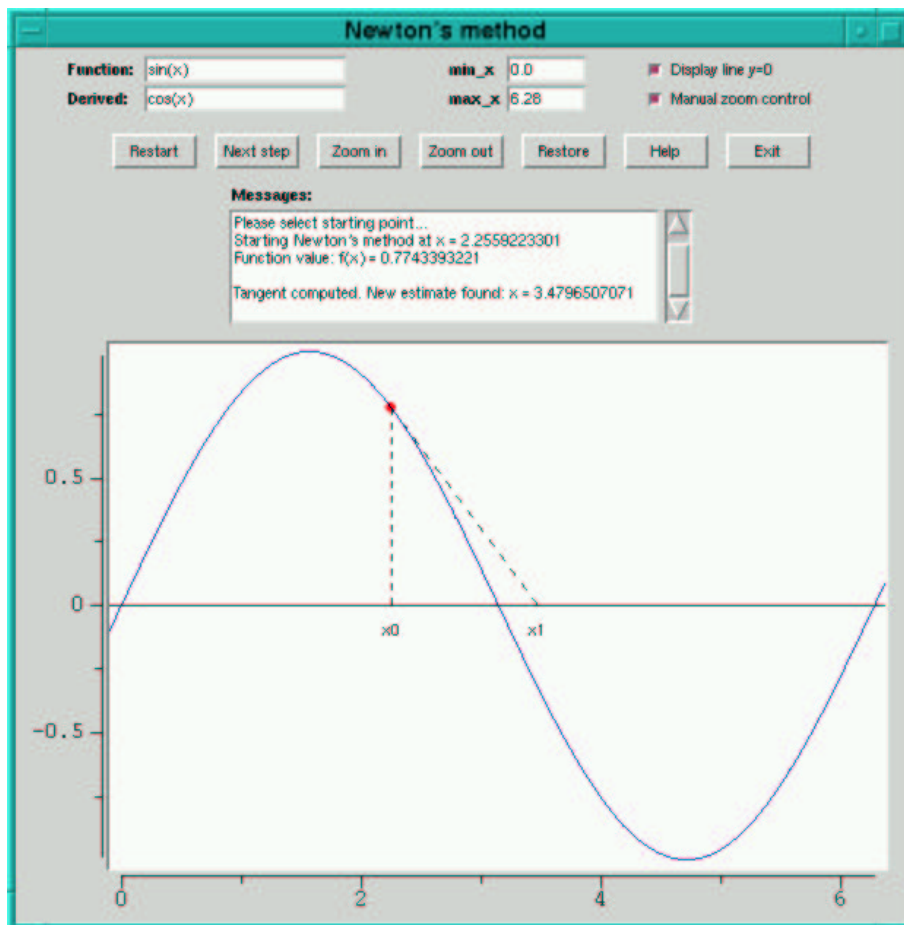 Newton's method
Function: sin(x) min_x 0.0 Display line y=0
Derived: cos(x) max_x 6.28 Manual zoom control
Restart Next step Zoom in Zoom out Restore Help Exit
Messages:
Please select starting point...
Starting Newton's method at x = 2.2559223301
Function value: f(x) = 0.7743393221
Tangent computed. New estimate found: x = 3.4796507071
0.5
0
x0 x1
-0.5
0 2 4 6